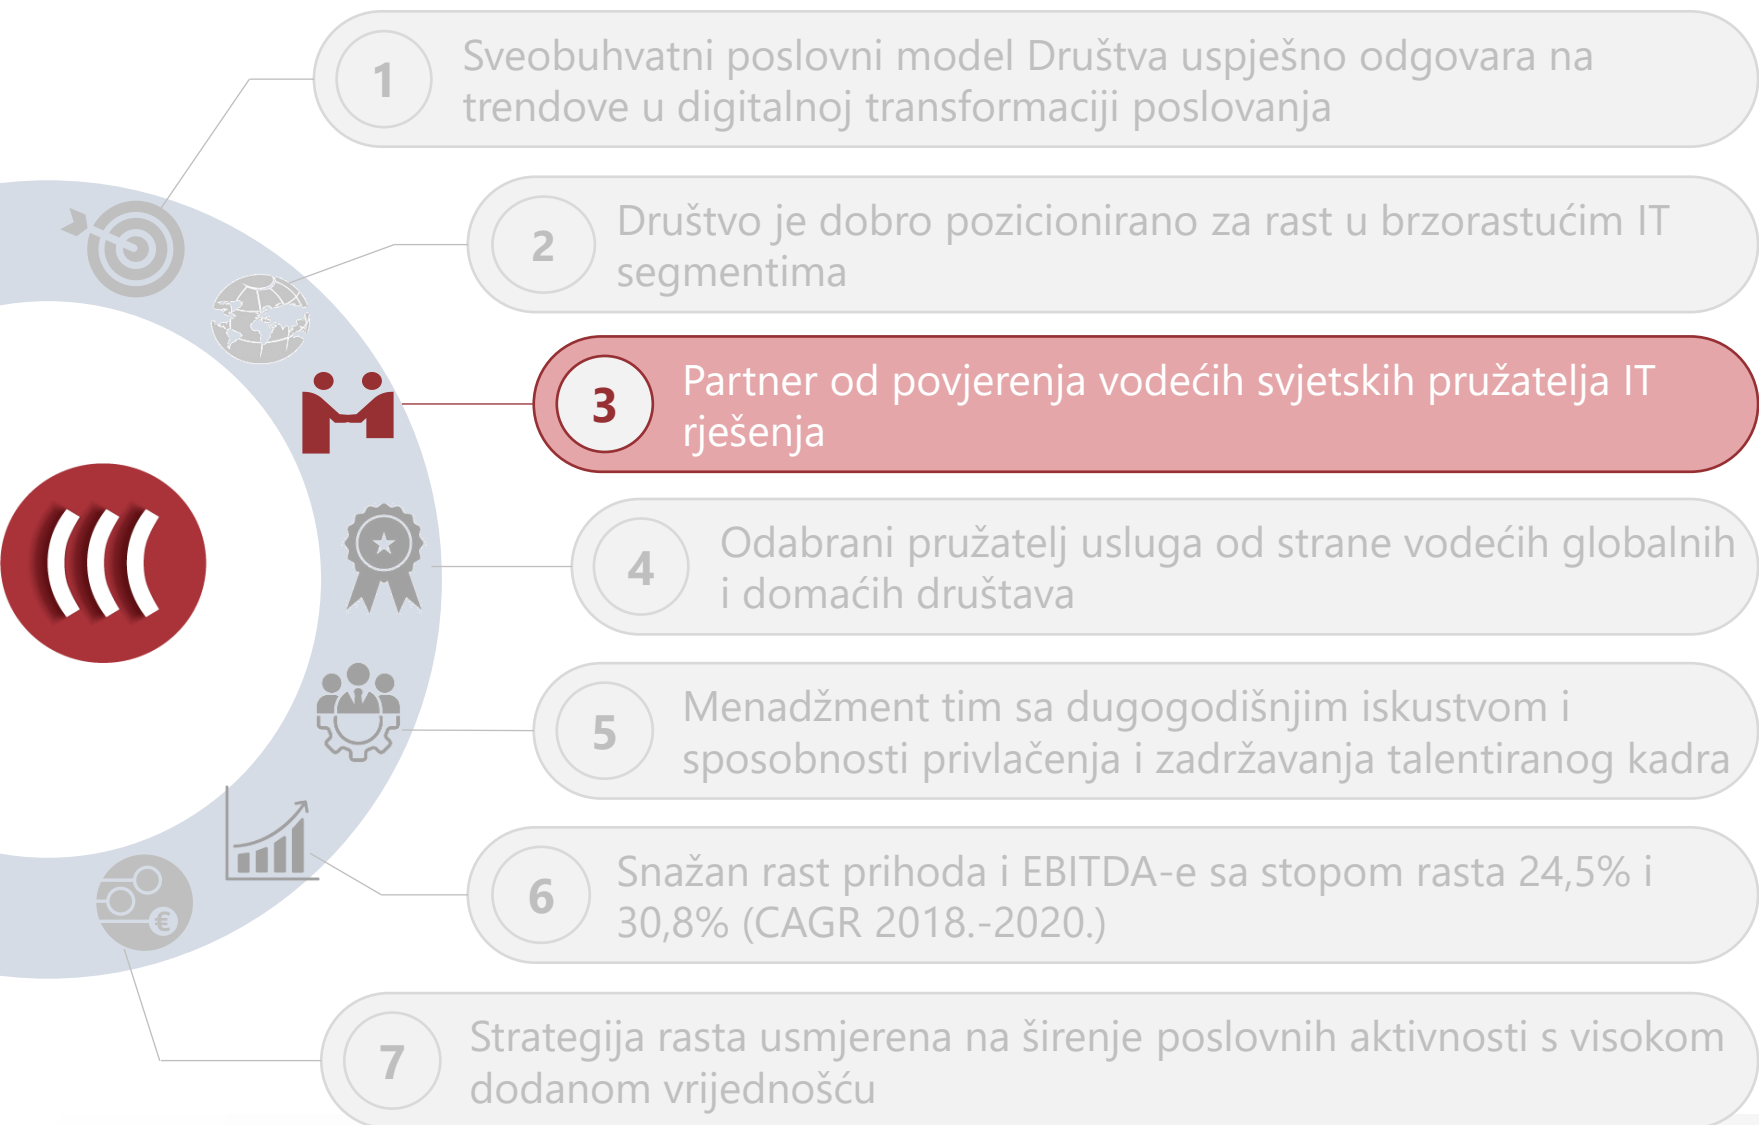 1
Sveobuhvatni poslovni model Društva uspješno odgovara na
trendove u digitalnoj transformaciji poslovanja
2
Društvo je dobro pozicionirano za rast u brzorastućim IT
segmentima
3
Partner od povjerenja vodećih svjetskih pružatelja IT
rješenja
4
Odabrani pružatelj usluga od strane vodećih globalnih
i domaćih društava
5
Menadžment tim sa dugogodišnjim iskustvom i
sposobnosti privlačenja i zadržavanja talentiranog kadra
6
Snažan rast prihoda i EBITDA-e sa stopom rasta 24,5% i
30,8% (CAGR 2018.-2020.)
€
7
Strategija rasta usmjerena na širenje poslovnih aktivnosti s visokom
dodanom vrijednošću